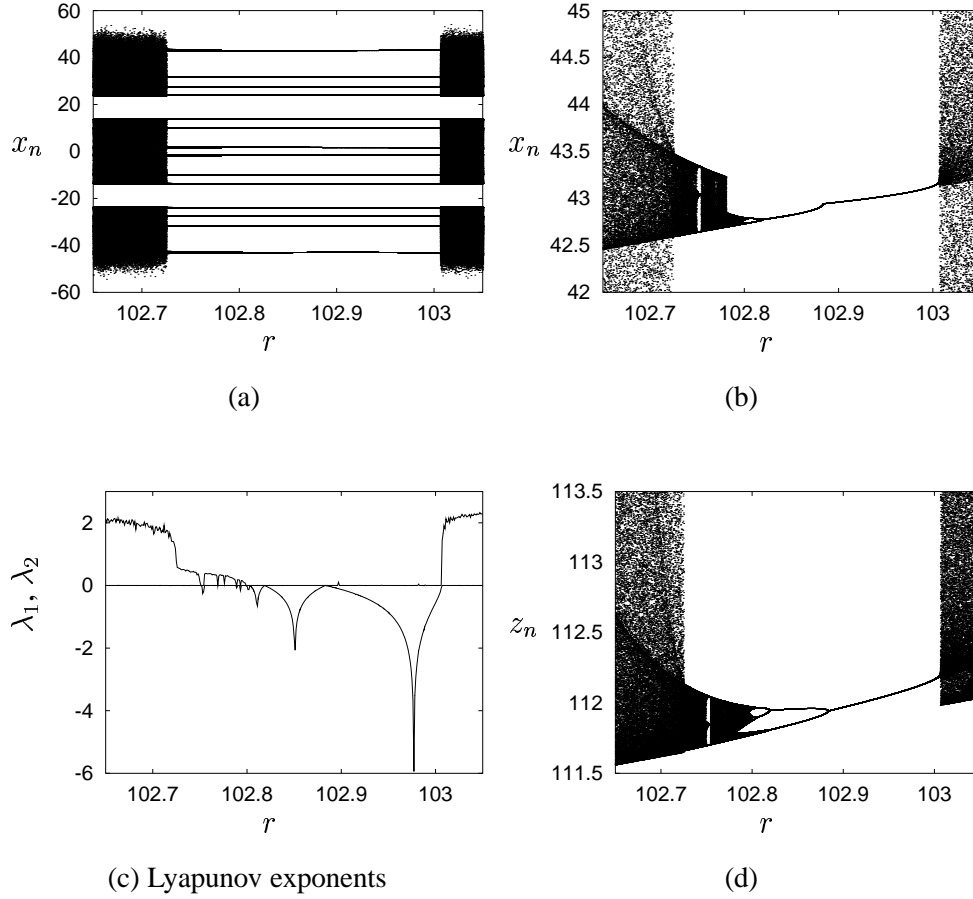 60
40
20
0
-20
-40
-60
x_n
102.7 102.8 102.9 103
r
(a)
45
44.5
44
43.5
43
42.5
42
x_n
102.7 102.8 102.9 103
r
(b)
2
0
-2
-4
-6
λ_1, λ_2
102.7 102.8 102.9 103
r
(c) Lyapunov exponents
113.5
113
112.5
112
111.5
z_n
102.7 102.8 102.9 103
r
(d)